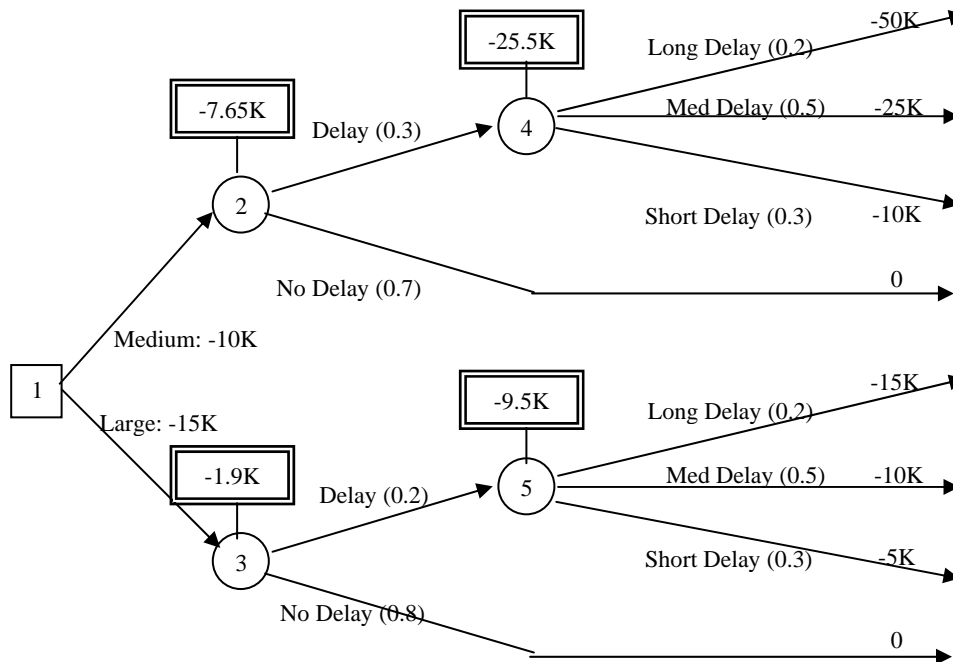 -50K
-25.5K
Long Delay (0.2)
-7.65K
Med Delay (0.5)
-25K
Delay (0.3)
4
2
Short Delay (0.3)
-10K
No Delay (0.7)
0
Medium: -10K
1
-9.5K
-15K
Long Delay (0.2)
Large: -15K
-1.9K
Med Delay (0.5)
-10K
Delay (0.2)
5
3
Short Delay (0.3)
-5K
No Delay (0.8)
0